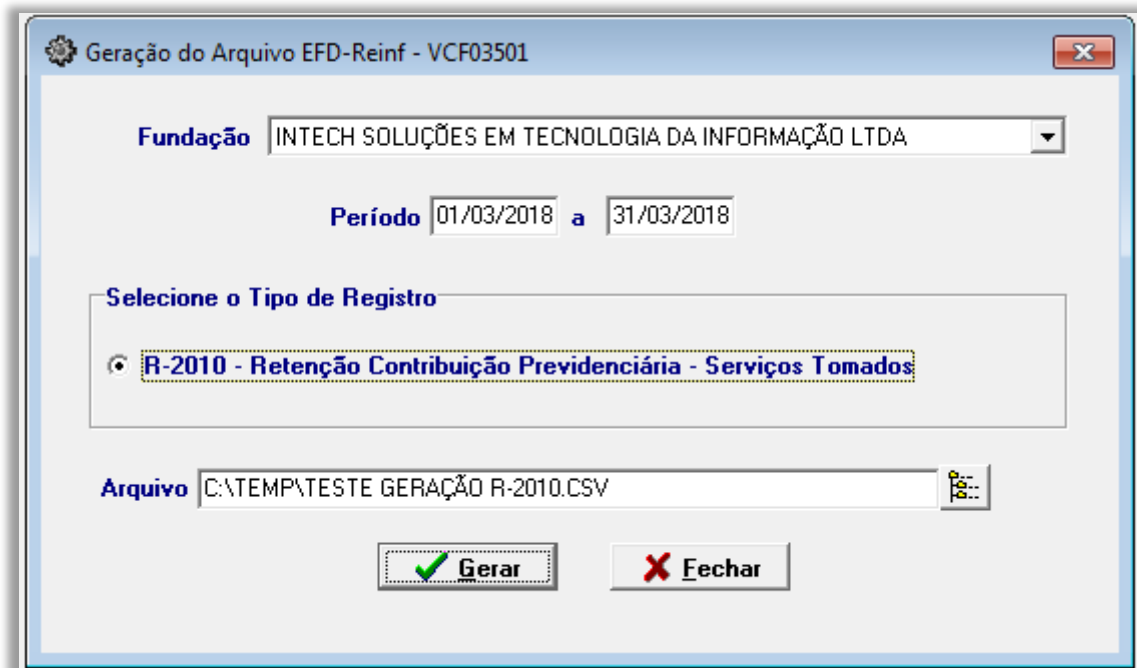 Geração do Arquivo EFD-Reinf - VCF03501
Fundação INTECH SOLUÇÕES EM TECNOLOGIA DA INFORMAÇÃO LTDA
Período 01/03/2018 a 31/03/2018
Selecione o Tipo de Registro
R-2010 - Retenção Contribuição Previdenciária - Serviços Tomados
Arquivo C:\TEMP\TESTE GERAÇÃO R-2010.CSV
Gerar Fechar